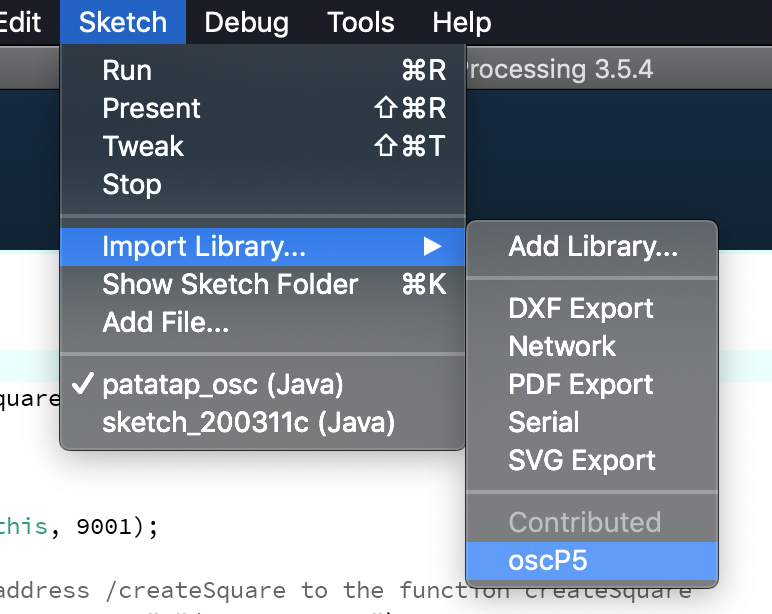 Edit Sketch Debug Tools Help
Processing 3.5.4
Run ⌘R
Present ⇧⌘R
Tweak ⇧⌘T
Stop
Import Library... ▶
Show Sketch Folder ⌘K
Add File...
✓ patatap_osc (Java)
sketch_200311c (Java)
Add Library...
DXF Export
Network
PDF Export
Serial
SVG Export
Contributed
oscP5
quare
this, 9001);
address /createSquare to the function createSquare